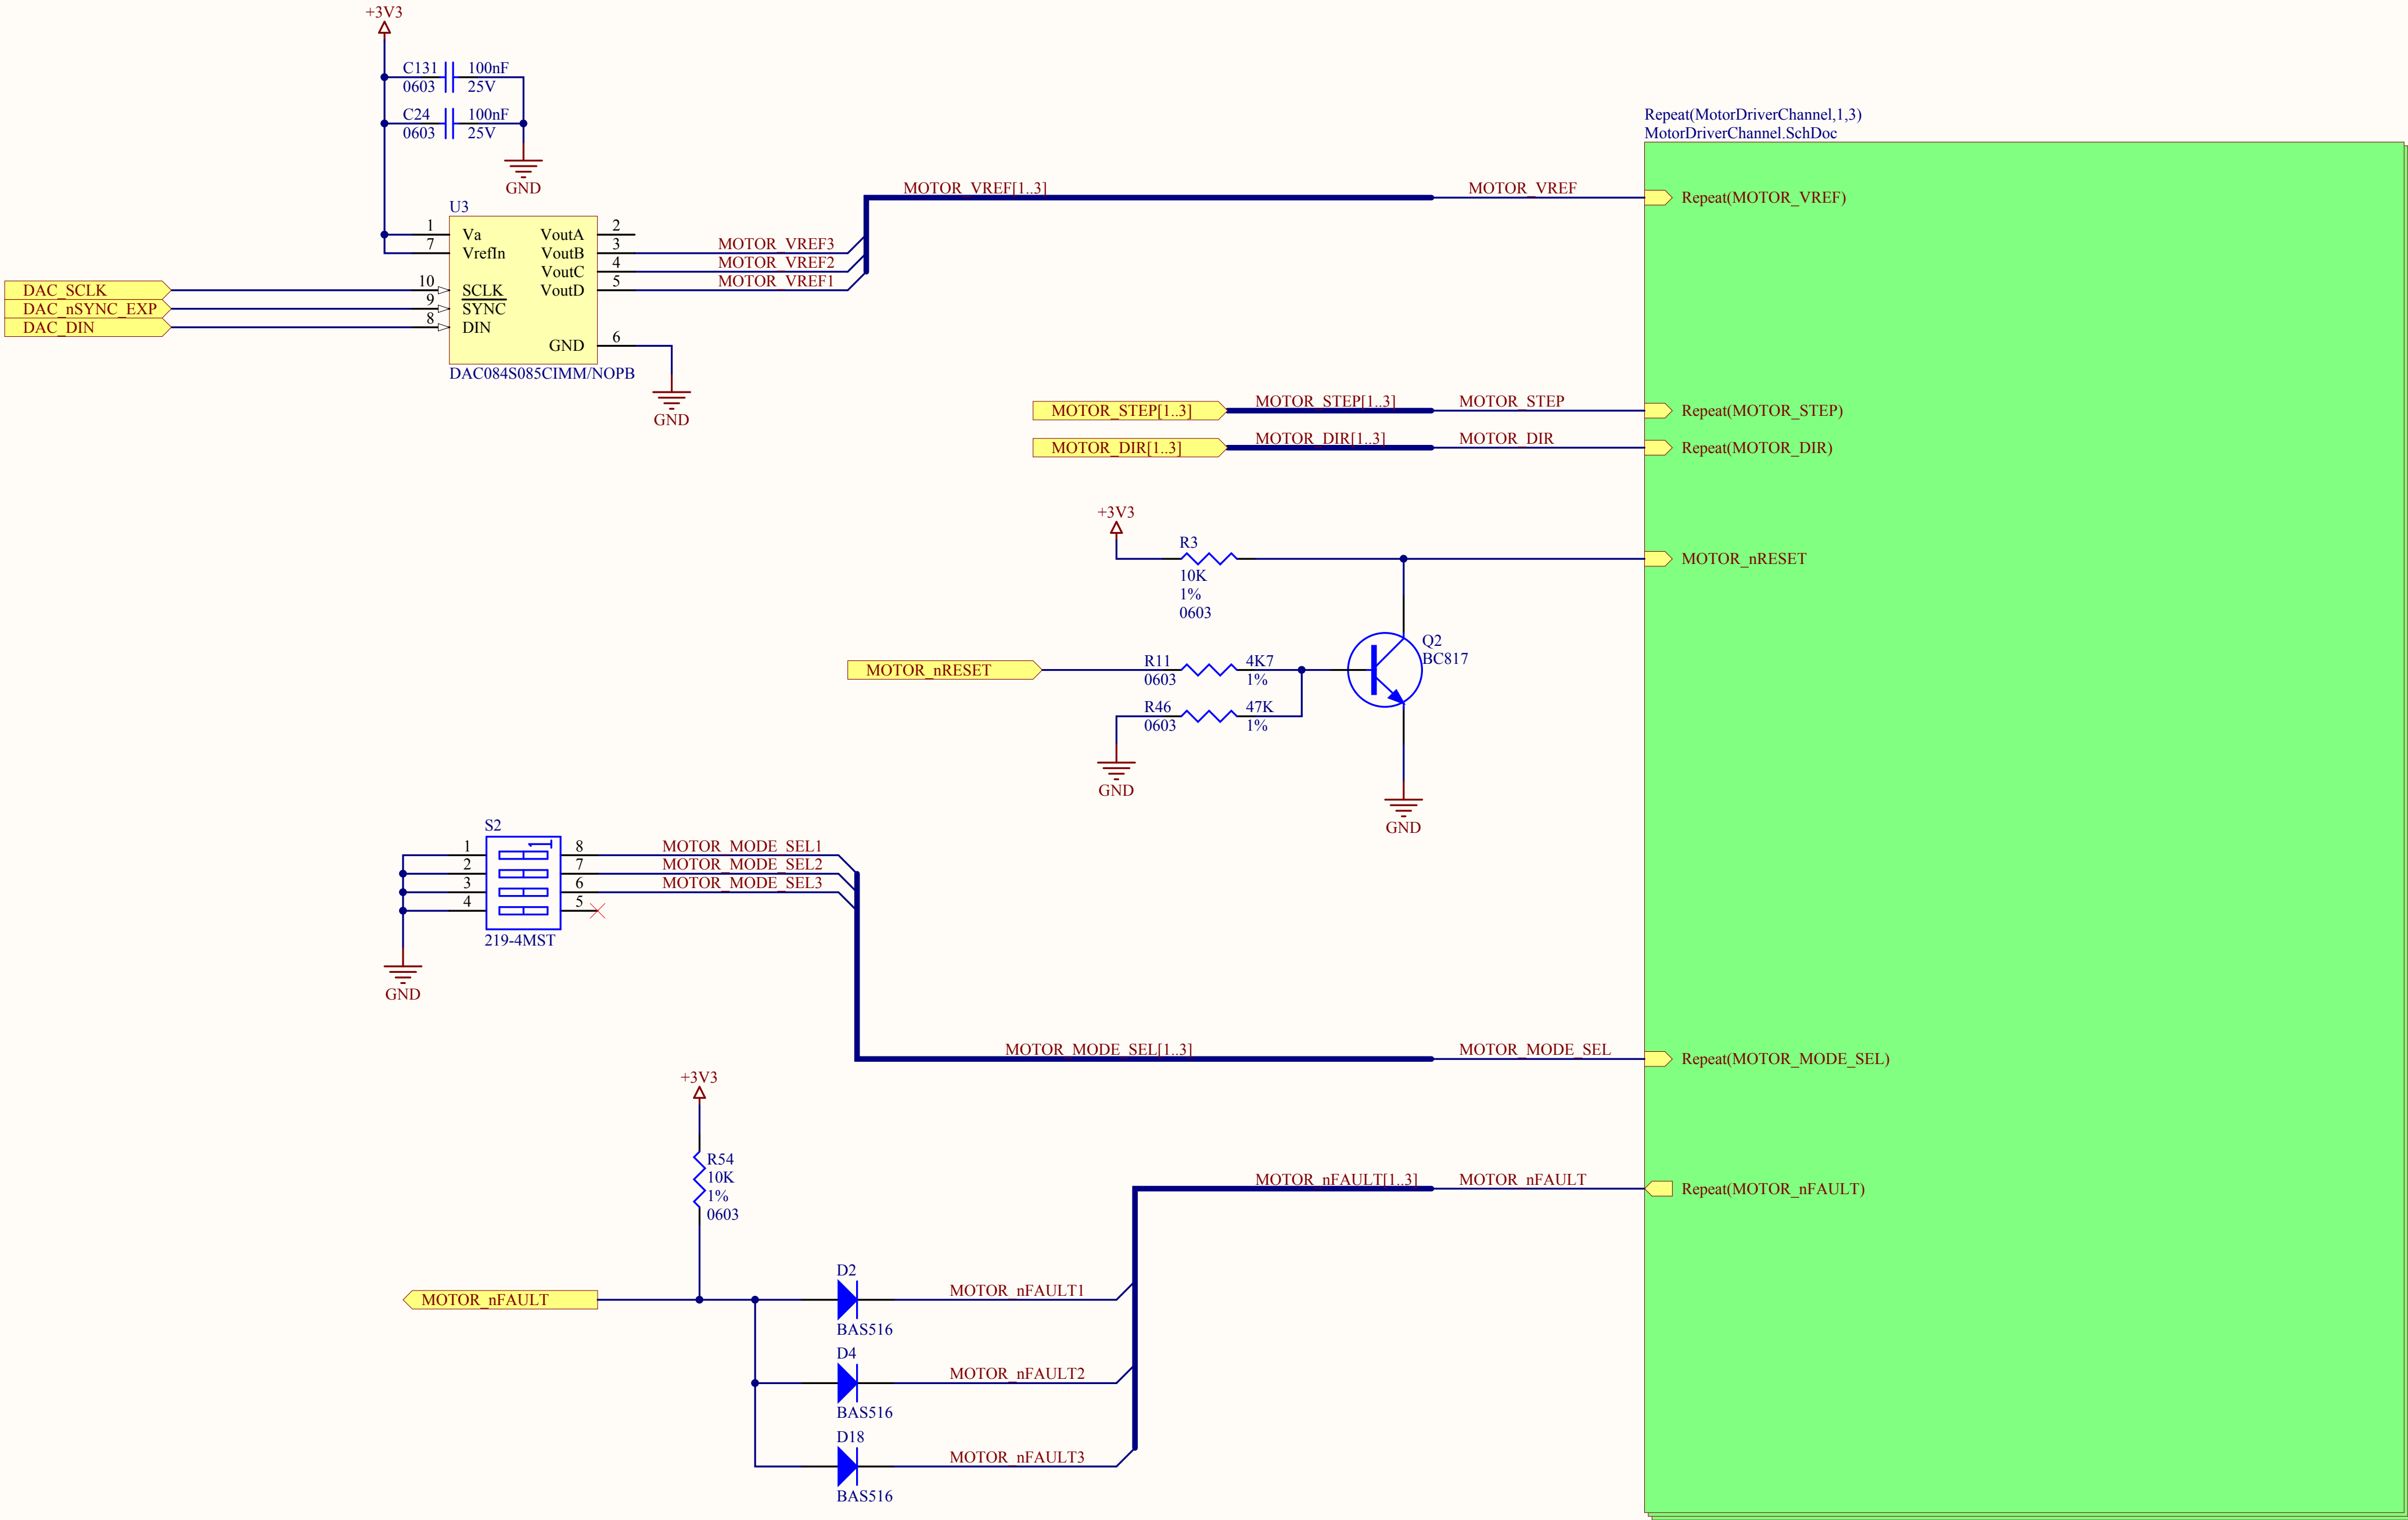 +3V3
C131 100nF
0603 25V
C24 100nF
0603 25V
GND
Repeat(MotorDriverChannel,1,3)
MotorDriverChannel.SchDoc
MOTOR_VREF[1..3] MOTOR_VREF Repeat(MOTOR_VREF)
U3
1 Va VoutA 2
7 VrefIn VoutB 3 MOTOR_VREF3
VoutC 4 MOTOR_VREF2
DAC_SCLK 10 SCLK VoutD 5 MOTOR_VREF1
DAC_nSYNC_EXP 9 SYNC
DAC_DIN 8 DIN
GND 6
DAC084S085CIMM/NOPB
GND
MOTOR_STEP[1..3] MOTOR_STEP[1..3] MOTOR_STEP Repeat(MOTOR_STEP)
MOTOR_DIR[1..3] MOTOR_DIR[1..3] MOTOR_DIR Repeat(MOTOR_DIR)
+3V3
R3
MOTOR_nRESET
10K
1%
0603
Q2
BC817
MOTOR_nRESET
R11 4K7
0603 1%
R46 47K
0603 1%
GND
GND
S2
1 1 8 MOTOR_MODE_SEL1
2 7 MOTOR_MODE_SEL2
3 6 MOTOR_MODE_SEL3
4 5
219-4MST
GND
MOTOR_MODE_SEL[1..3] MOTOR_MODE_SEL Repeat(MOTOR_MODE_SEL)
+3V3
R54
10K
1%
0603
MOTOR_nFAULT[1..3] MOTOR_nFAULT Repeat(MOTOR_nFAULT)
D2
MOTOR_nFAULT MOTOR_nFAULT1
BAS516
D4
MOTOR_nFAULT2
BAS516
D18
MOTOR_nFAULT3
BAS516